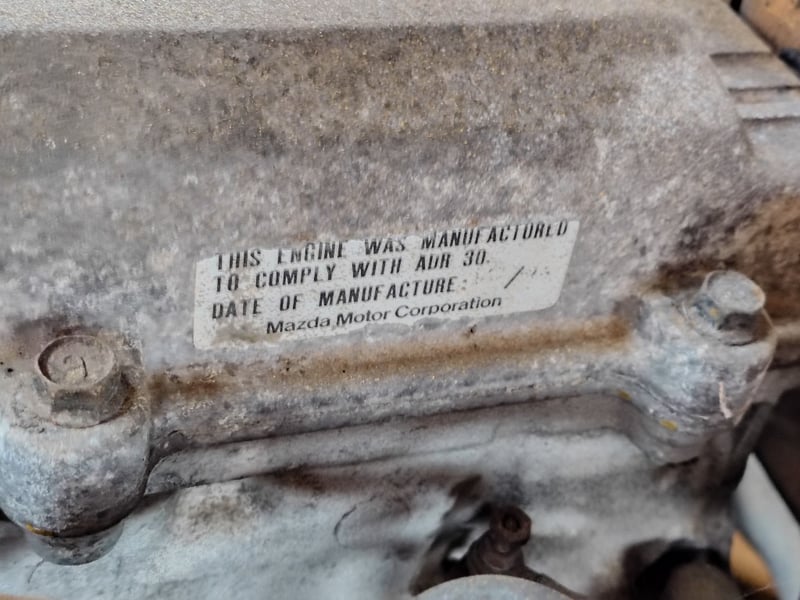 THIS ENGINE WAS MANUFACTURED
TO COMPLY WITH ADR 30.
DATE OF MANUFACTURE: /
Mazda Motor Corporation